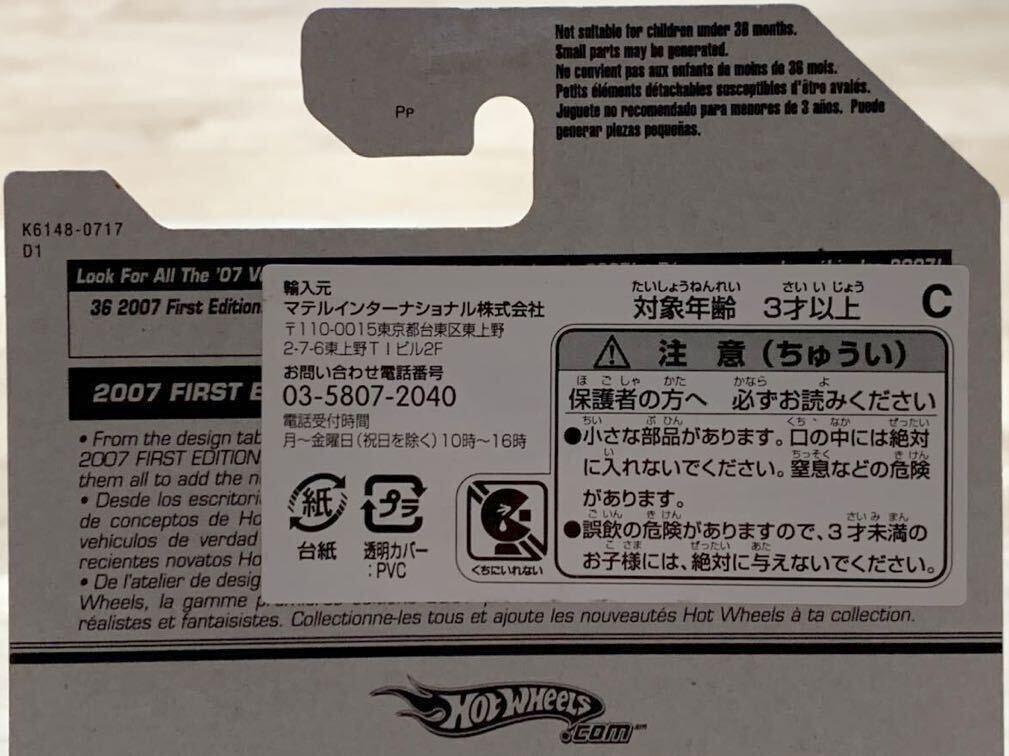 Not suitable for children under 36 months.
Small parts may be generated.
Ne convient pas aux enfants de moins de 36 mois.
Petits éléments détachables susceptibles d'être avalés.
Juguete no recomendado para menores de 3 años. Puede
generar piezas pequeñas.
PP
K6148-0717
D1
Look For All The '07
36 2007 First Edition
2007 FIRST E
• From the design tab
2007 FIRST EDITION
them all to add the n
• Desde los escritori
de conceptos de Ho
vehículos de verdad
recientes novatos Ho
• De l'atelier de desig
Wheels, la gamme
réalistes et fantaisistes. Collectionne-les tous et ajoute les nouveautés Hot Wheels à ta collection.
輸入元
マテルインターナショナル株式会社
〒110-0015東京都台東区東上野
2-7-6東上野TIビル2F
お問い合わせ電話番号
03-5807-2040
電話受付時間
月～金曜日(祝日を除く)10時～16時
紙
台紙
プラ
透明カバー
:PVC
くちにいれない
たいしょうねんれい さいいじょう
対象年齢 3才以上
C
⚠ 注 意(ちゅうい)
ほごしゃ かた かなら よ
保護者の方へ 必ずお読みください
ちい ぶひん くち なか ぜったい
●小さな部品があります。口の中には絶対
い ちっそく きけん
に入れないでください。窒息などの危険
があります。
ごいん きけん さいみまん
●誤飲の危険がありますので、3才未満の
こさま ぜったい あた
お子様には、絶対に与えないでください。
HOT WHEELS
.com